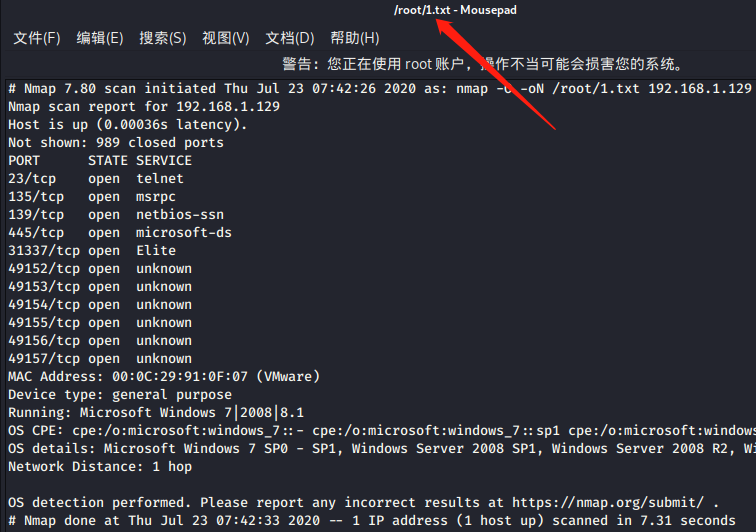 /root/1.txt - Mousepad
文件(F) 编辑(E) 搜索(S) 视图(V) 文档(D) 帮助(H)
警告：您正在使用 root 账户，操作不当可能会损害您的系统。
# Nmap 7.80 scan initiated Thu Jul 23 07:42:26 2020 as: nmap -oN /root/1.txt 192.168.1.129
Nmap scan report for 192.168.1.129
Host is up (0.00036s latency).
Not shown: 989 closed ports
PORT STATE SERVICE
23/tcp open telnet
135/tcp open msrpc
139/tcp open netbios-ssn
445/tcp open microsoft-ds
31337/tcp open Elite
49152/tcp open unknown
49153/tcp open unknown
49154/tcp open unknown
49155/tcp open unknown
49156/tcp open unknown
49157/tcp open unknown
MAC Address: 00:0C:29:91:0F:07 (VMware)
Device type: general purpose
Running: Microsoft Windows 7|2008|8.1
OS CPE: cpe:/o:microsoft:windows_7::- cpe:/o:microsoft:windows_7::sp1 cpe:/o:microsoft:windows
OS details: Microsoft Windows 7 SP0 - SP1, Windows Server 2008 SP1, Windows Server 2008 R2, Wi
Network Distance: 1 hop
OS detection performed. Please report any incorrect results at https://nmap.org/submit/ .
# Nmap done at Thu Jul 23 07:42:33 2020 -- 1 IP address (1 host up) scanned in 7.31 seconds